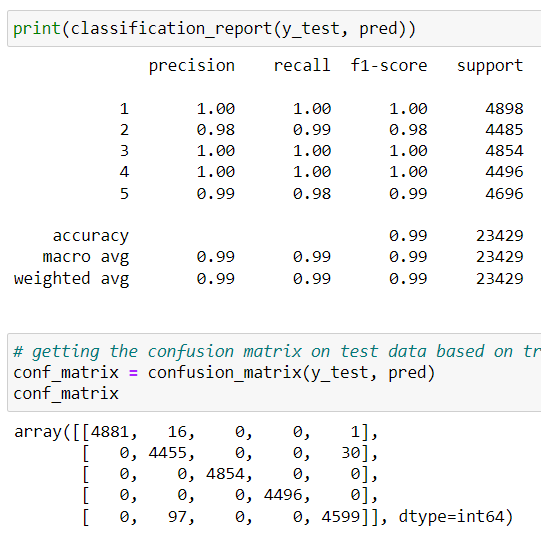 print(classification_report(y_test, pred))
precision recall f1-score support
1 1.00 1.00 1.00 4898
2 0.98 0.99 0.98 4485
3 1.00 1.00 1.00 4854
4 1.00 1.00 1.00 4496
5 0.99 0.98 0.99 4696
accuracy 0.99 23429
macro avg 0.99 0.99 0.99 23429
weighted avg 0.99 0.99 0.99 23429
# getting the confusion matrix on test data based on tr
conf_matrix = confusion_matrix(y_test, pred)
conf_matrix
array([[4881, 16, 0, 0, 1],
[ 0, 4455, 0, 0, 30],
[ 0, 0, 4854, 0, 0],
[ 0, 0, 0, 4496, 0],
[ 0, 97, 0, 0, 4599]], dtype=int64)